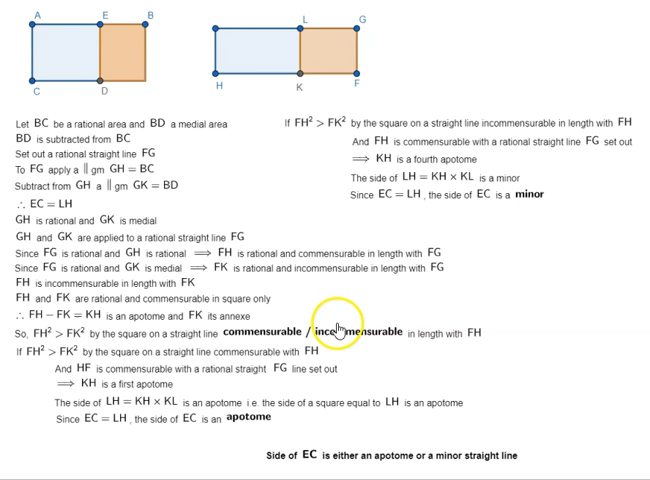 A E B
L G
C D
H K F
Let BC be a rational area and BD a medial area
BD is subtracted from BC
Set out a rational straight line FG
To FG apply a ∥ gm GH = BC
Subtract from GH a ∥ gm GK = BD
∴ EC = LH
GH is rational and GK is medial
GH and GK are applied to a rational straight line FG
Since FG is rational and GH is rational ⟹ FH is rational and commensurable in length with FG
Since FG is rational and GK is medial ⟹ FK is rational and incommensurable in length with FG
FH is incommensurable in length with FK
FH and FK are rational and commensurable in square only
∴ FH − FK = KH is an apotome and FK its annexe
So, FH² > FK² by the square on a straight line commensurable / incommensurable in length with FH
If FH² > FK² by the square on a straight line commensurable with FH
And HF is commensurable with a rational straight FG line set out
⟹ KH is a first apotome
The side of LH = KH × KL is an apotome i.e. the side of a square equal to LH is an apotome
Since EC = LH , the side of EC is an apotome
If FH² > FK² by the square on a straight line incommensurable in length with FH
And FH is commensurable with a rational straight line FG set out
⟹ KH is a fourth apotome
The side of LH = KH × KL is a minor
Since EC = LH , the side of EC is a minor
Side of EC is either an apotome or a minor straight line